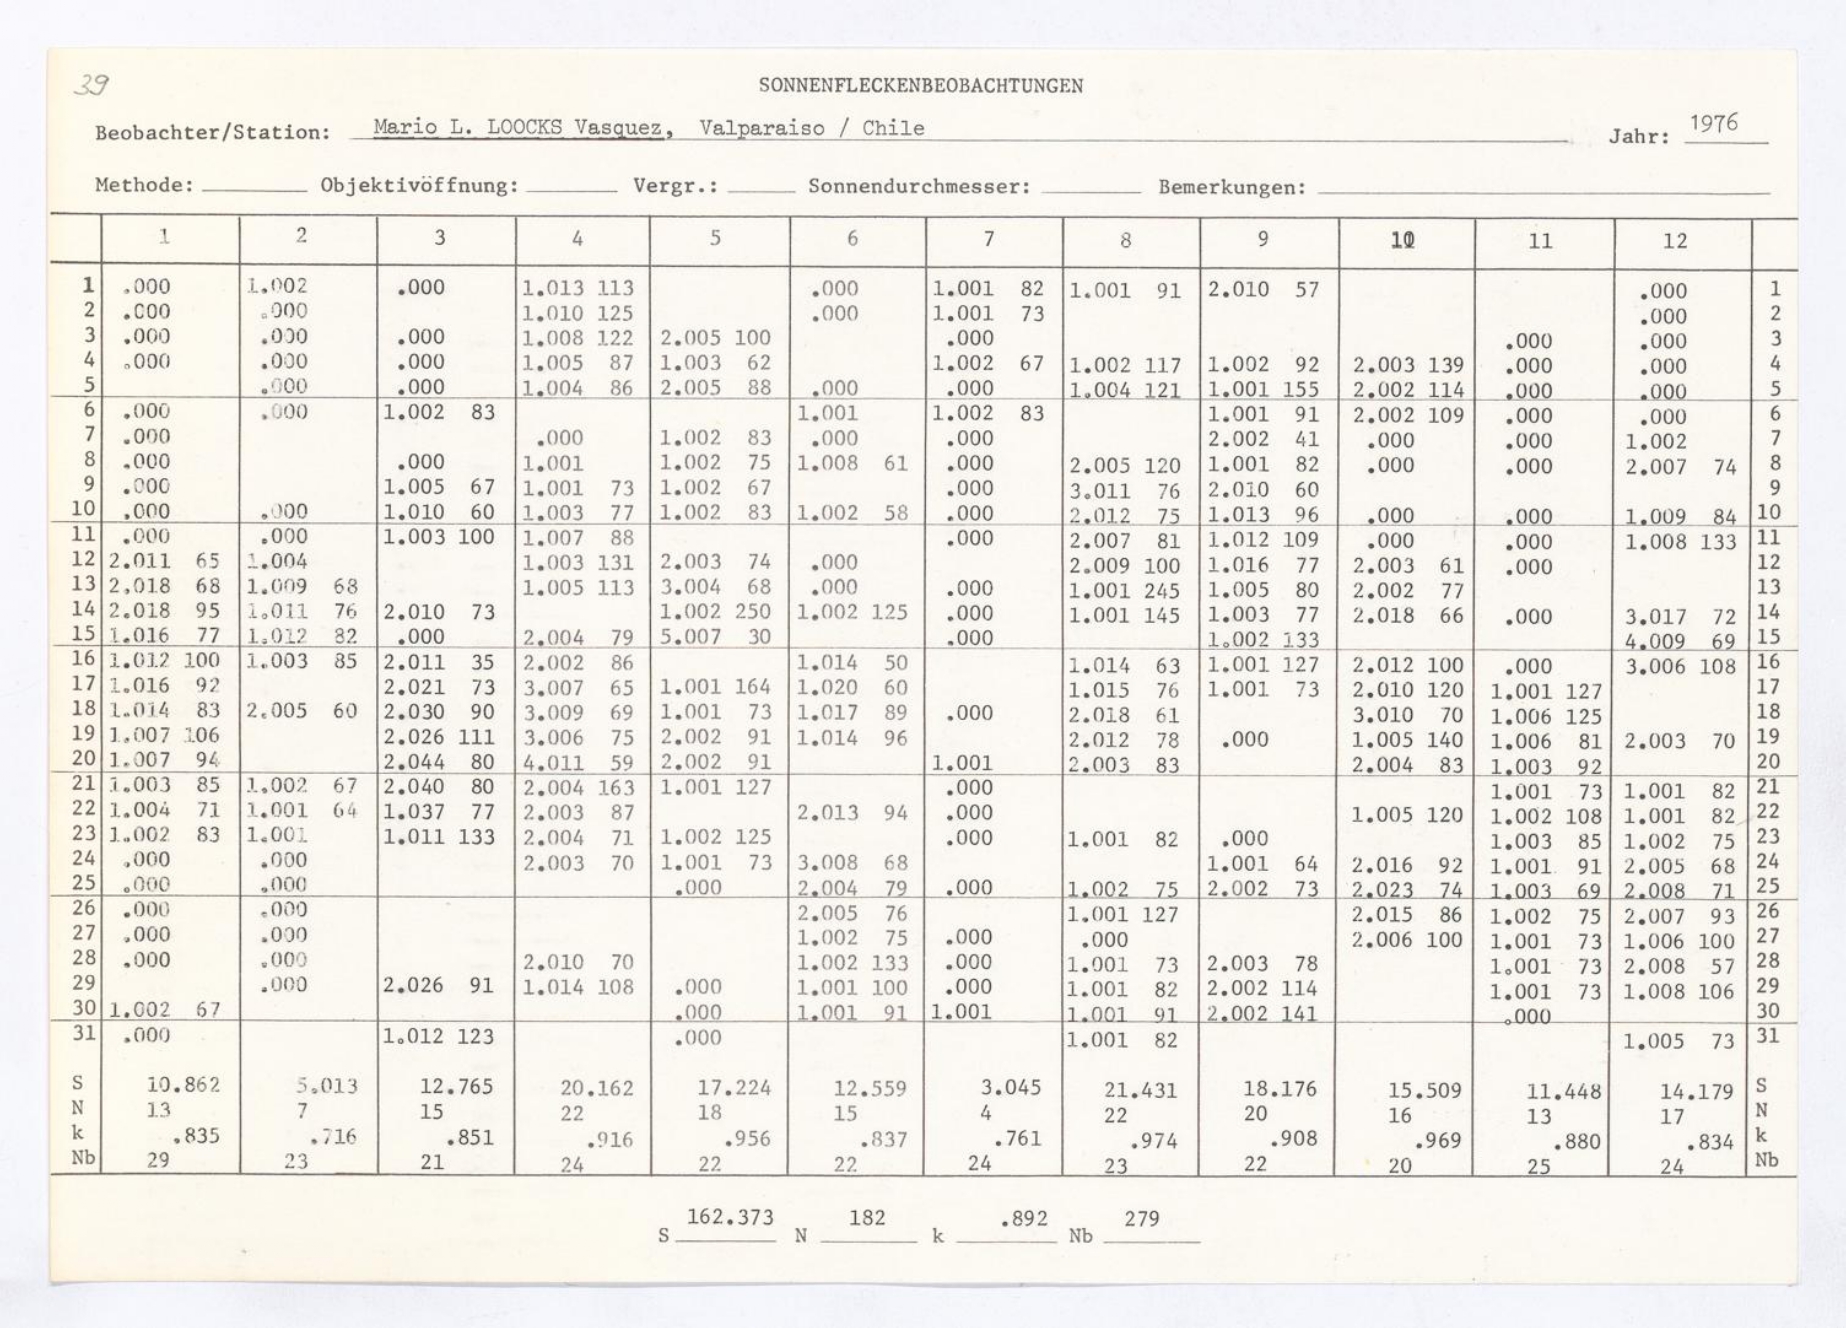 39
SONNENFLECKENBEOBACHTUNGEN
Beobachter/Station: Mario L. LOOCKS Vasquez, Valparaiso / Chile Jahr: 1976
Methode: Objektivöffnung: Vergr.: Sonnendurchmesser: Bemerkungen:
1 2 3 4 5 6 7 8 9 10 11 12
1 .000 1.002 .000 1.013 113 .000 1.001 82 1.001 91 2.010 57 .000 1
2 .000 .000 1.010 125 .000 1.001 73 .000 2
3 .000 .000 .000 1.008 122 2.005 100 .000 .000 .000 3
4 .000 .000 .000 1.005 87 1.003 62 1.002 67 1.002 117 1.002 92 2.003 139 .000 .000 4
5 .000 .000 1.004 86 2.005 88 .000 .000 1.004 121 1.001 155 2.002 114 .000 .000 5
6 .000 .000 1.002 83 1.001 1.002 83 1.001 91 2.002 109 .000 .000 6
7 .000 .000 1.002 83 .000 .000 2.002 41 .000 .000 1.002 7
8 .000 .000 1.001 1.002 75 1.008 61 .000 2.005 120 1.001 82 .000 .000 2.007 74 8
9 .000 1.005 67 1.001 73 1.002 67 .000 3.011 76 2.010 60 9
10 .000 .000 1.010 60 1.003 77 1.002 83 1.002 58 .000 2.012 75 1.013 96 .000 .000 1.009 84 10
11 .000 .000 1.003 100 1.007 88 .000 2.007 81 1.012 109 .000 .000 1.008 133 11
12 2.011 65 1.004 1.003 131 2.003 74 .000 2.009 100 1.016 77 2.003 61 .000 12
13 2.018 68 1.009 68 1.005 113 3.004 68 .000 .000 1.001 245 1.005 80 2.002 77 13
14 2.018 95 1.011 76 2.010 73 1.002 250 1.002 125 .000 1.001 145 1.003 77 2.018 66 .000 3.017 72 14
15 1.016 77 1.012 82 .000 2.004 79 5.007 30 .000 1.002 133 4.009 69 15
16 1.012 100 1.003 85 2.011 35 2.002 86 1.014 50 1.014 63 1.001 127 2.012 100 .000 3.006 108 16
17 1.016 92 2.021 73 3.007 65 1.001 164 1.020 60 1.015 76 1.001 73 2.010 120 1.001 127 17
18 1.014 83 2.005 60 2.030 90 3.009 69 1.001 73 1.017 89 .000 2.018 61 3.010 70 1.006 125 18
19 1.007 106 2.026 111 3.006 75 2.002 91 1.014 96 2.012 78 .000 1.005 140 1.006 81 2.003 70 19
20 1.007 94 2.044 80 4.011 59 2.002 91 1.001 2.003 83 2.004 83 1.003 92 20
21 1.003 85 1.002 67 2.040 80 2.004 163 1.001 127 .000 1.001 73 1.001 82 21
22 1.004 71 1.001 64 1.037 77 2.003 87 2.013 94 .000 1.005 120 1.002 108 1.001 82 22
23 1.002 83 1.001 1.011 133 2.004 71 1.002 125 .000 1.001 82 .000 1.003 85 1.002 75 23
24 .000 .000 2.003 70 1.001 73 3.008 68 1.001 64 2.016 92 1.001 91 2.005 68 24
25 .000 .000 .000 2.004 79 .000 1.002 75 2.002 73 2.023 74 1.003 69 2.008 71 25
26 .000 .000 2.005 76 1.001 127 2.015 86 1.002 75 2.007 93 26
27 .000 .000 1.002 75 .000 .000 2.006 100 1.001 73 1.006 100 27
28 .000 .000 2.010 70 1.002 133 .000 1.001 73 2.003 78 1.001 73 2.008 57 28
29 .000 2.026 91 1.014 108 .000 1.001 100 .000 1.001 82 2.002 114 1.001 73 1.008 106 29
30 1.002 67 .000 1.001 91 1.001 1.001 91 2.002 141 .000 30
31 .000 1.012 123 .000 1.001 82 1.005 73 31
S 10.862 5.013 12.765 20.162 17.224 12.559 3.045 21.431 18.176 15.509 11.448 14.179 S
N 13 7 15 22 18 15 4 22 20 16 13 17 N
k .835 .716 .851 .916 .956 .837 .761 .974 .908 .969 .880 .834 k
Nb 29 23 21 24 22 22 24 23 22 20 25 24 Nb
S 162.373 N 182 k .892 Nb 279